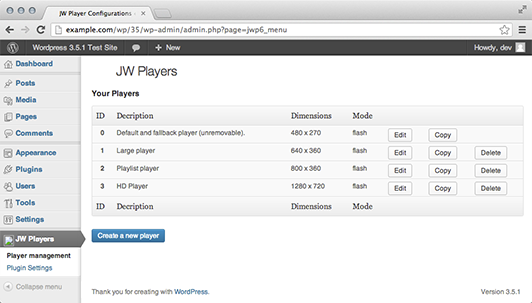 JW Player Configurations ‹
example.com/wp/35/wp-admin/admin.php?page=jwp6_menu
Wordpress 3.5.1 Test Site + New Howdy, dev
Dashboard
Posts
Media
Pages
Comments
Appearance
Plugins
Users
Tools
Settings
JW Players
Player management
Plugin Settings
Collapse menu
JW Players
Your Players
ID Decription Dimensions Mode
0 Default and fallback player (unremovable). 480 x 270 flash Edit Copy
1 Large player 640 x 360 flash Edit Copy Delete
2 Playlist player 800 x 360 flash Edit Copy Delete
3 HD Player 1280 x 720 flash Edit Copy Delete
ID Decription Dimensions Mode
Create a new player
Thank you for creating with WordPress. Version 3.5.1